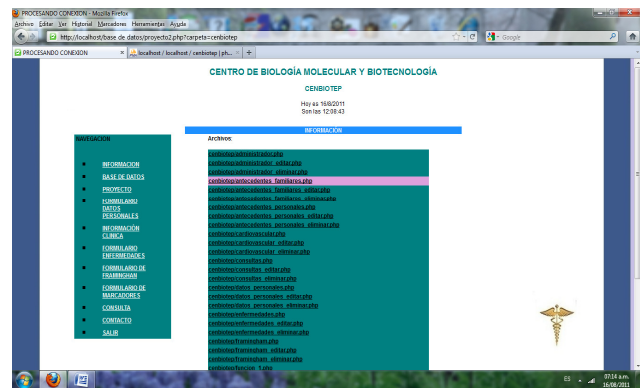 PROCESANDO CONEXION - Mozilla Firefox
Archivo Editar Ver Historial Marcadores Herramientas Ayuda
http://localhost/base de datos/proyecto2.php?carpeta=cenbiotep
Google
PROCESANDO CONEXION
localhost / localhost / cenbiotep | ph...
CENTRO DE BIOLOGÍA MOLECULAR Y BIOTECNOLOGÍA
CENBIOTEP
Hoy es 16/8/2011
Son las 12:08:43
INFORMACIÓN
NAVEGACION
INFORMACION
BASE DE DATOS
PROYECTO
FORMULARIO
DATOS
PERSONALES
INFORMACIÓN
CLINICA
FORMULARIO
ENFERMEDADES
FORMULARIO DE
FRAMINGHAN
FORMULARIO DE
MARCADORES
CONSULTA
CONTACTO
SALIR
Archivos:
cenbiotep/administrador.php
cenbiotep/administrador_editar.php
cenbiotep/administrador_eliminar.php
cenbiotep/antecedentes_familiares.php
cenbiotep/antecedentes_familiares_editar.php
cenbiotep/antecedentes_familiares_eliminar.php
cenbiotep/antecedentes_personales.php
cenbiotep/antecedentes_personales_editar.php
cenbiotep/antecedentes_personales_eliminar.php
cenbiotep/cardiovascular.php
cenbiotep/cardiovascular_editar.php
cenbiotep/cardiovascular_eliminar.php
cenbiotep/consultas.php
cenbiotep/consultas_editar.php
cenbiotep/consultas_eliminar.php
cenbiotep/datos_personales.php
cenbiotep/datos_personales_editar.php
cenbiotep/datos_personales_eliminar.php
cenbiotep/enfermedades.php
cenbiotep/enfermedades_editar.php
cenbiotep/enfermedades_eliminar.php
cenbiotep/framingham.php
cenbiotep/framingham_editar.php
cenbiotep/framingham_eliminar.php
cenbiotep/funcion_f.php
ES
07:14 a.m.
16/08/2011